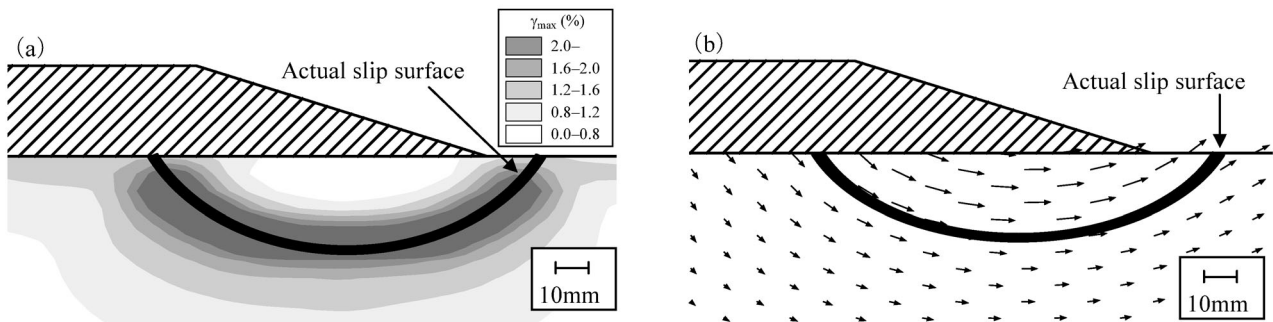 (a)
γmax (%)
2.0–
1.6–2.0
1.2–1.6
0.8–1.2
0.0–0.8
Actual slip surface
10mm
(b)
Actual slip surface
10mm